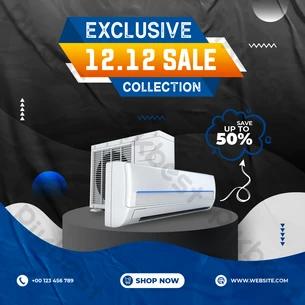 EXCLUSIVE
12.12 SALE
COLLECTION
SAVE
UP TO
50%
+00 123 456 789
SHOP NOW
WWW.WEBSITE.COM